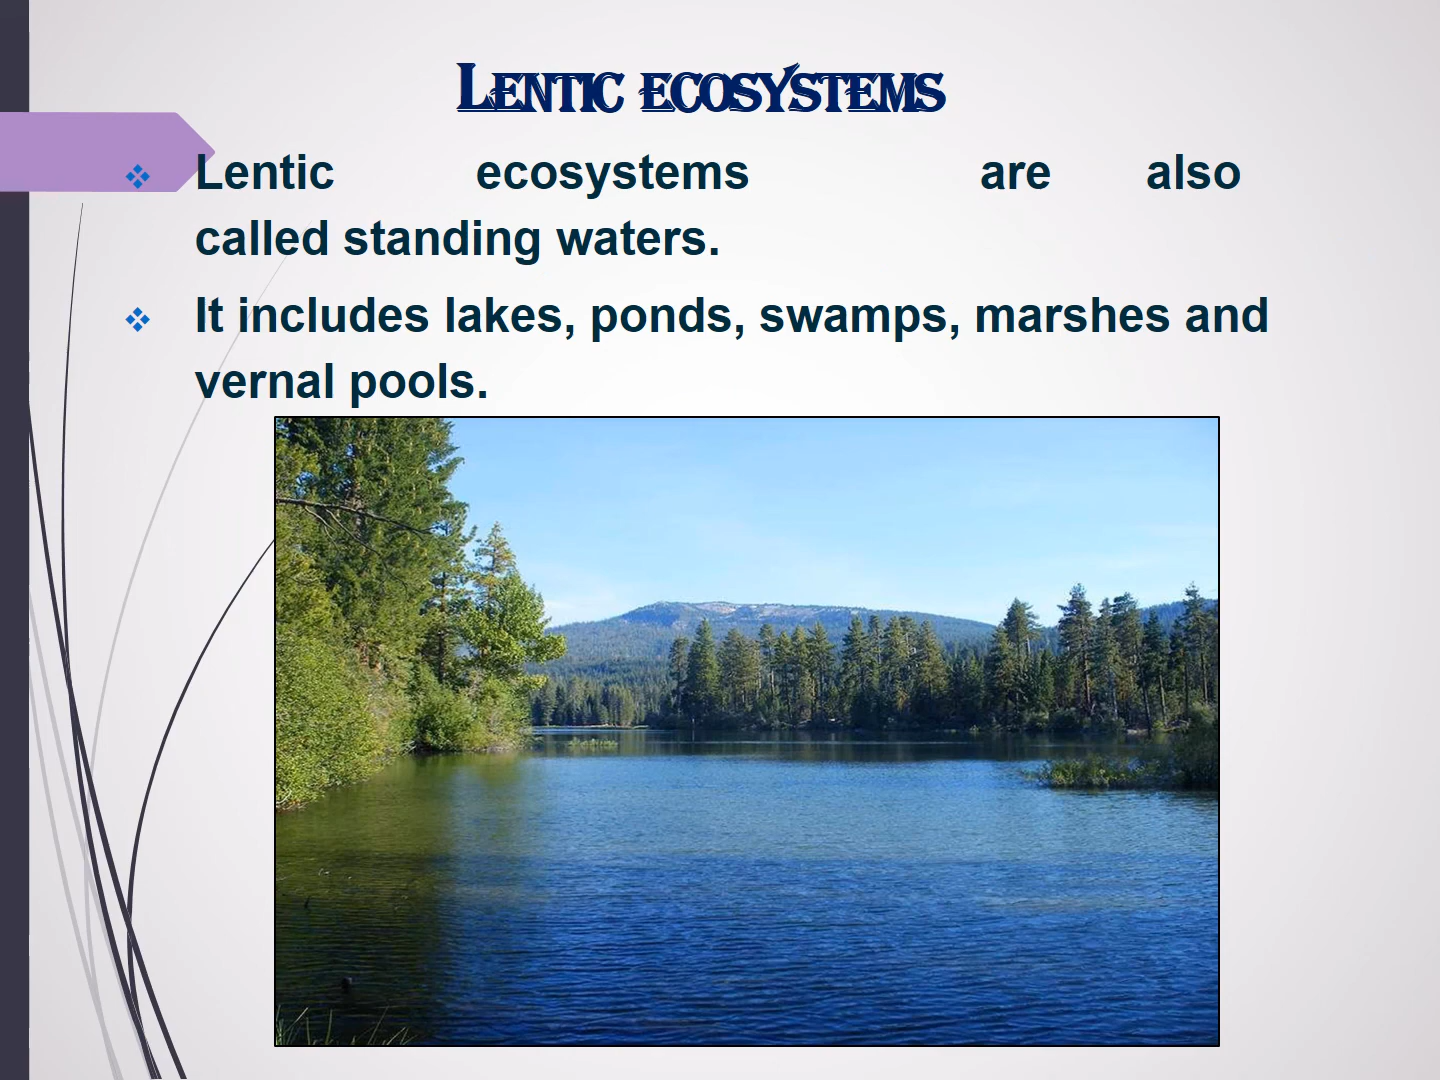 Lentic ecosystems
Lentic ecosystems are also
called standing waters.
It includes lakes, ponds, swamps, marshes and
vernal pools.